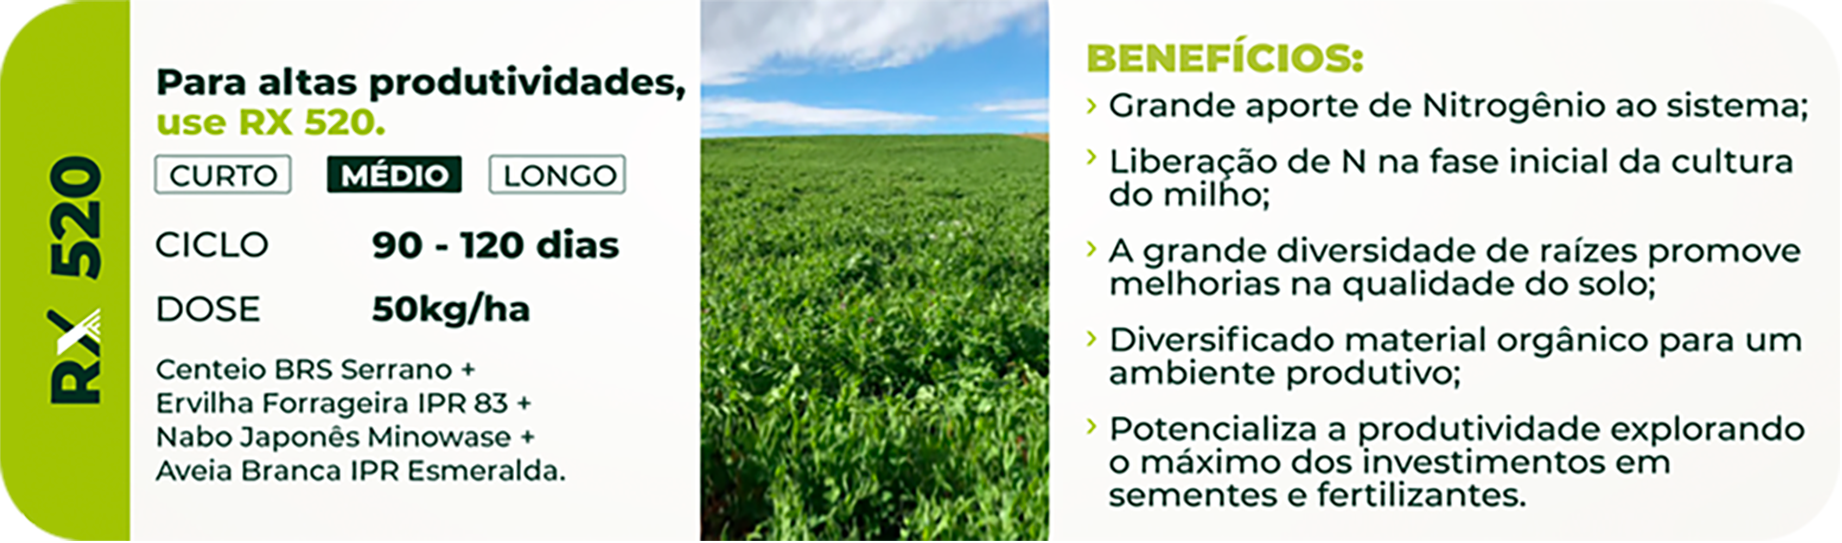 RX 520
Para altas produtividades,
use RX 520.
CURTO MÉDIO LONGO
CICLO 90 - 120 dias
DOSE 50kg/ha
Centeio BRS Serrano +
Ervilha Forrageira IPR 83 +
Nabo Japonês Minowase +
Aveia Branca IPR Esmeralda.
BENEFÍCIOS:
› Grande aporte de Nitrogênio ao sistema;
› Liberação de N na fase inicial da cultura
do milho;
› A grande diversidade de raízes promove
melhorias na qualidade do solo;
› Diversificado material orgânico para um
ambiente produtivo;
› Potencializa a produtividade explorando
o máximo dos investimentos em
sementes e fertilizantes.